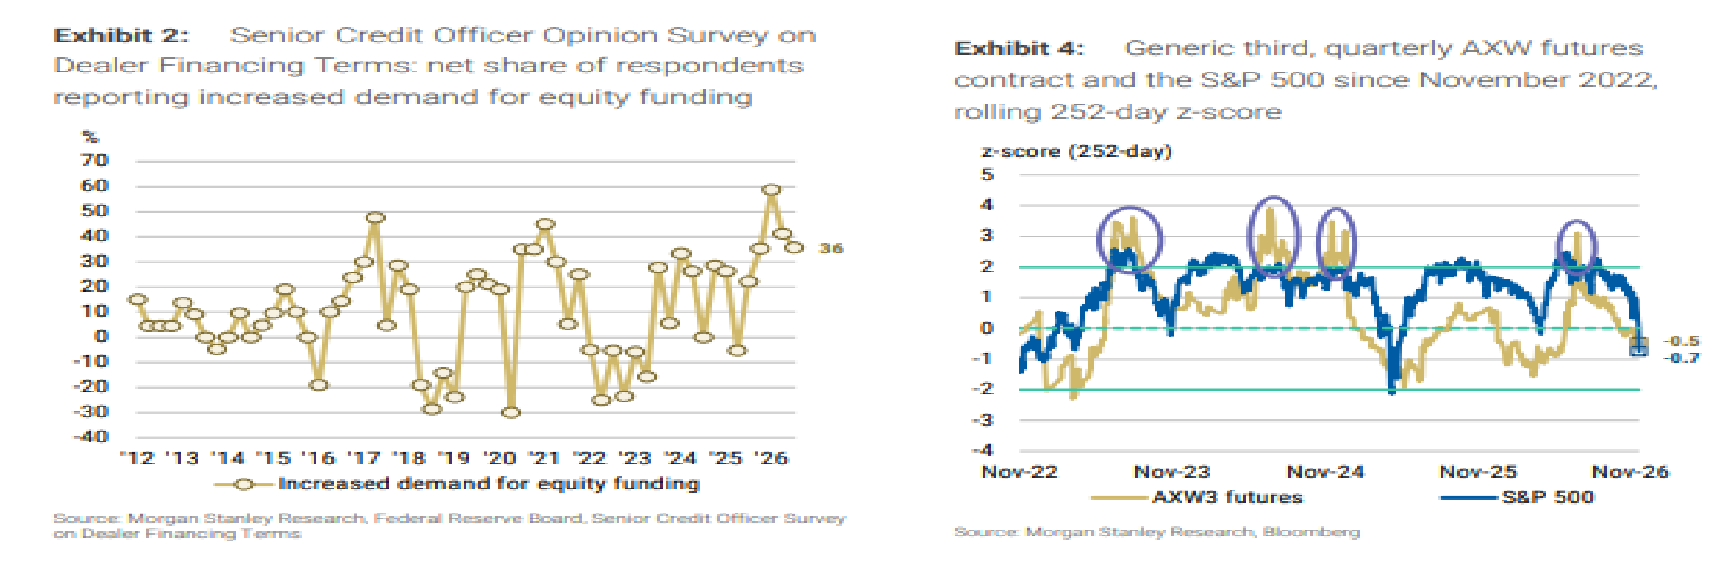 Exhibit 2: Senior Credit Officer Opinion Survey on
Dealer Financing Terms: net share of respondents
reporting increased demand for equity funding
%
70
60
50
40
30
20
10
0
-10
-20
-30
-40
36
'12 '13 '14 '15 '16 '17 '18 '19 '20 '21 '22 '23 '24 '25 '26
Increased demand for equity funding
Source: Morgan Stanley Research, Federal Reserve Board, Senior Credit Officer Survey
on Dealer Financing Terms
Exhibit 4: Generic third, quarterly AXW futures
contract and the S&P 500 since November 2022,
rolling 252-day z-score
z-score (252-day)
5
4
3
2
1
0
-1
-2
-3
-4
-0.5
-0.7
Nov-22 Nov-23 Nov-24 Nov-25 Nov-26
AXW3 futures S&P 500
Source: Morgan Stanley Research, Bloomberg